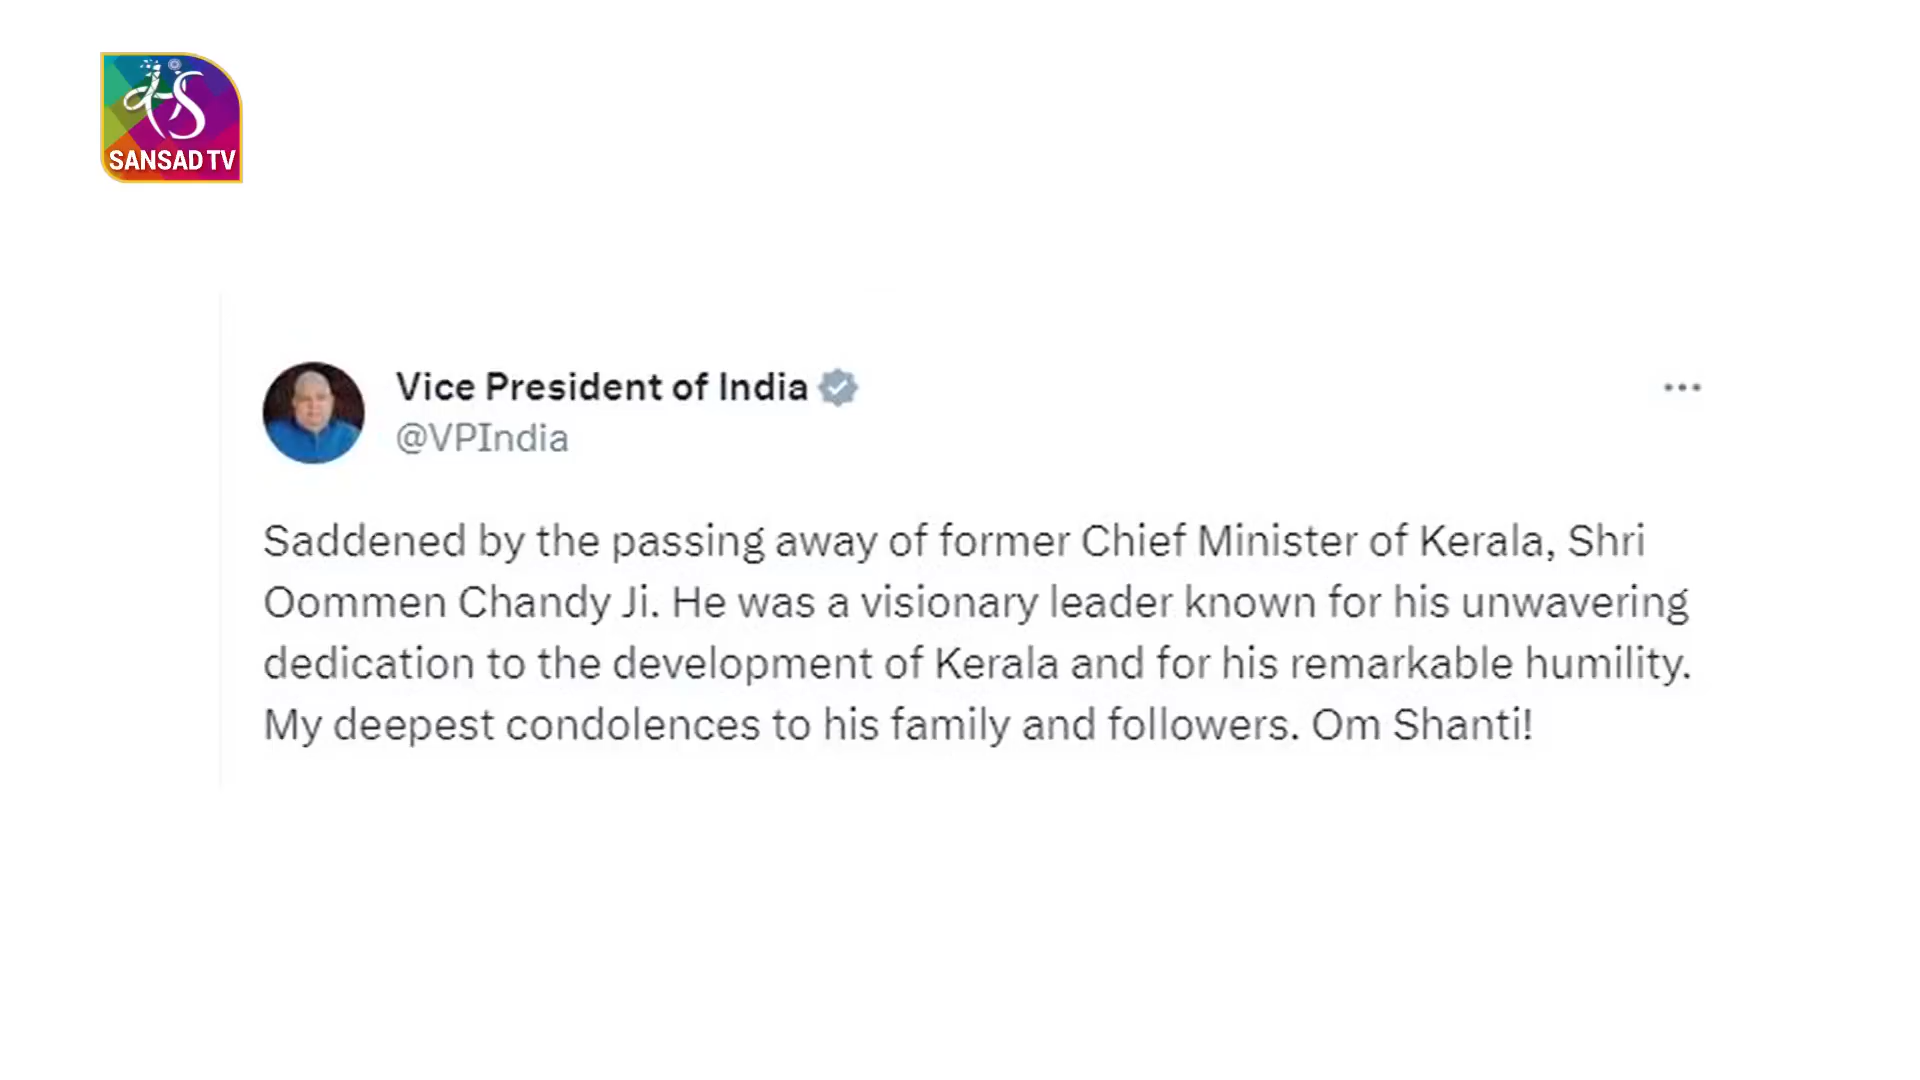 SANSAD TV
Vice President of India
@VPIndia
Saddened by the passing away of former Chief Minister of Kerala, Shri
Oommen Chandy Ji. He was a visionary leader known for his unwavering
dedication to the development of Kerala and for his remarkable humility.
My deepest condolences to his family and followers. Om Shanti!